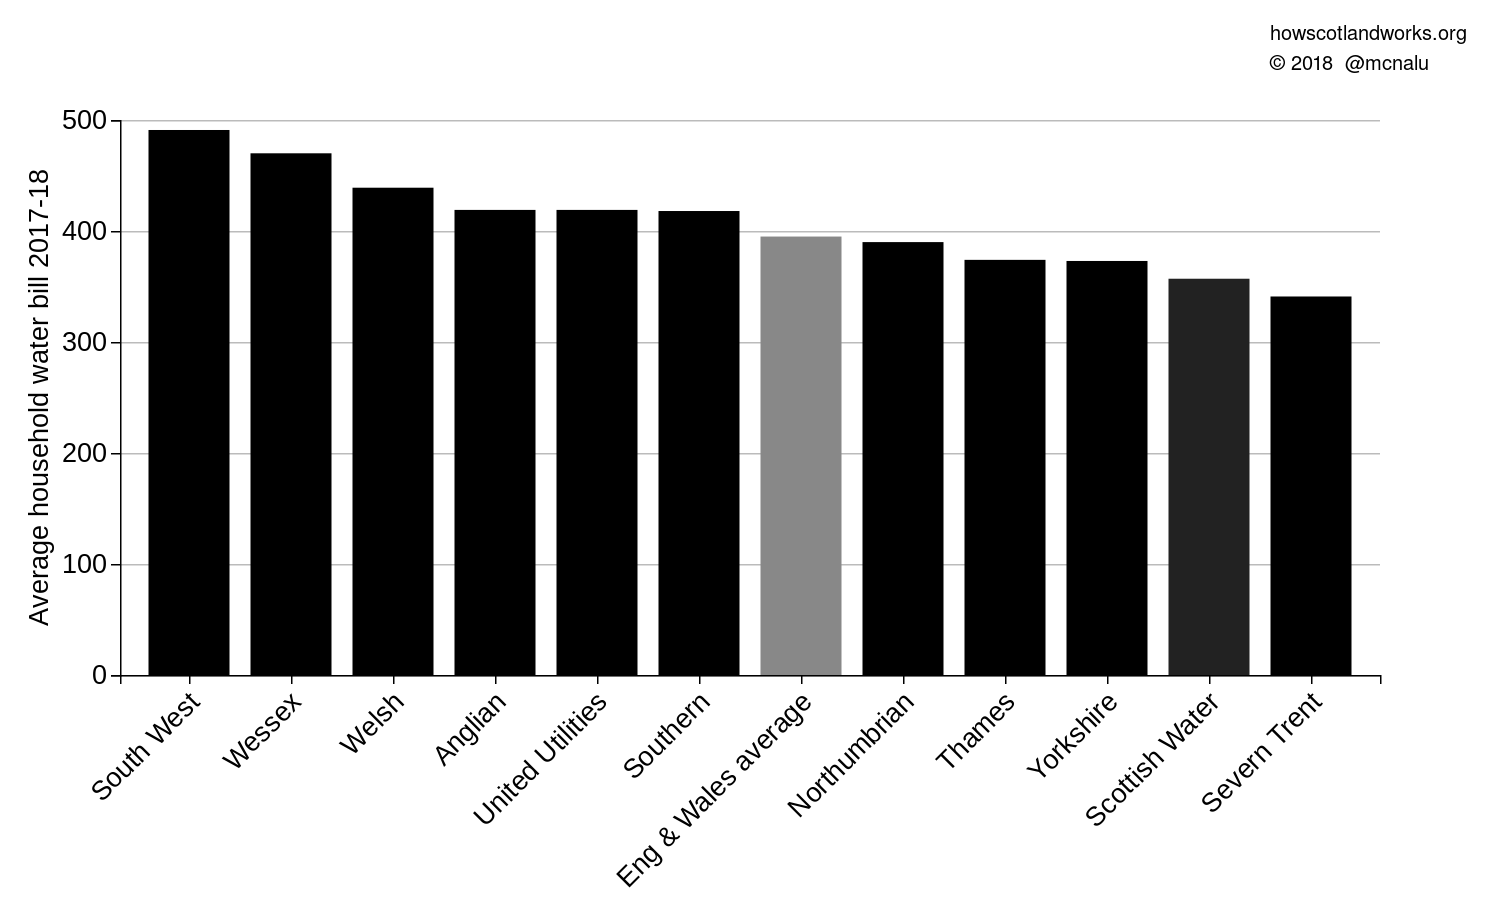 howscotlandworks.org
© 2018 @mcnalu
Average household water bill 2017-18
500
400
300
200
100
0
South West
Wessex
Welsh
Anglian
United Utilities
Southern
Eng & Wales average
Northumbrian
Thames
Yorkshire
Scottish Water
Severn Trent